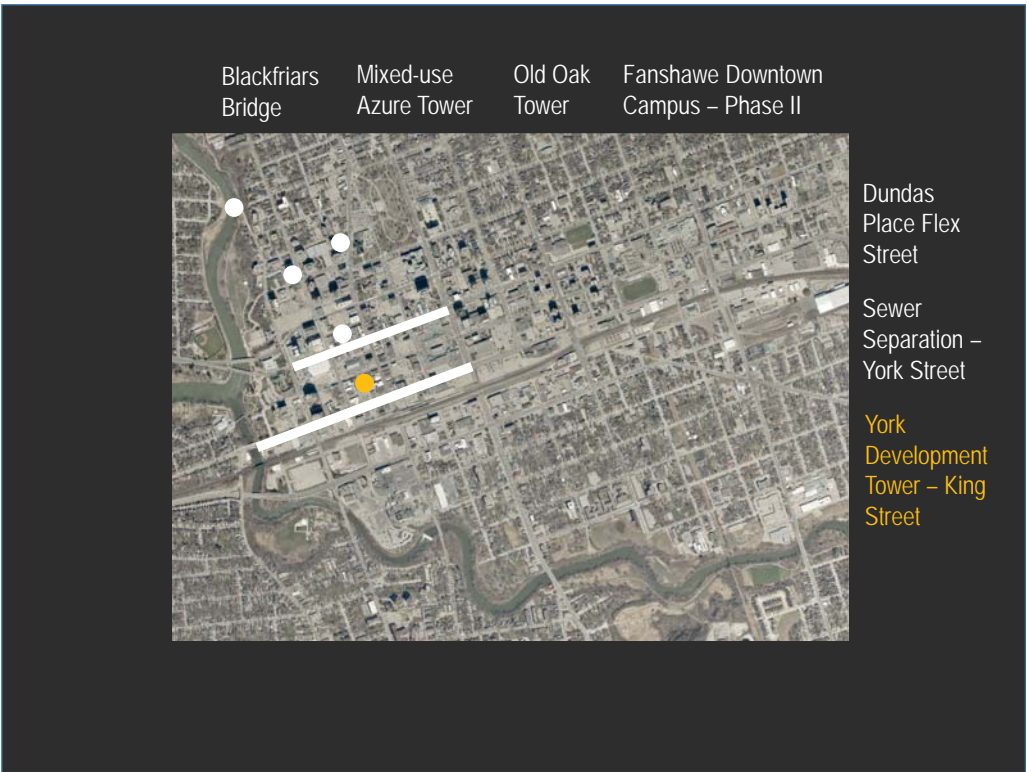 Blackfriars
Bridge
Mixed-use
Azure Tower
Old Oak
Tower
Fanshawe Downtown
Campus – Phase II
Dundas
Place Flex
Street
Sewer
Separation –
York Street
York
Development
Tower – King
Street